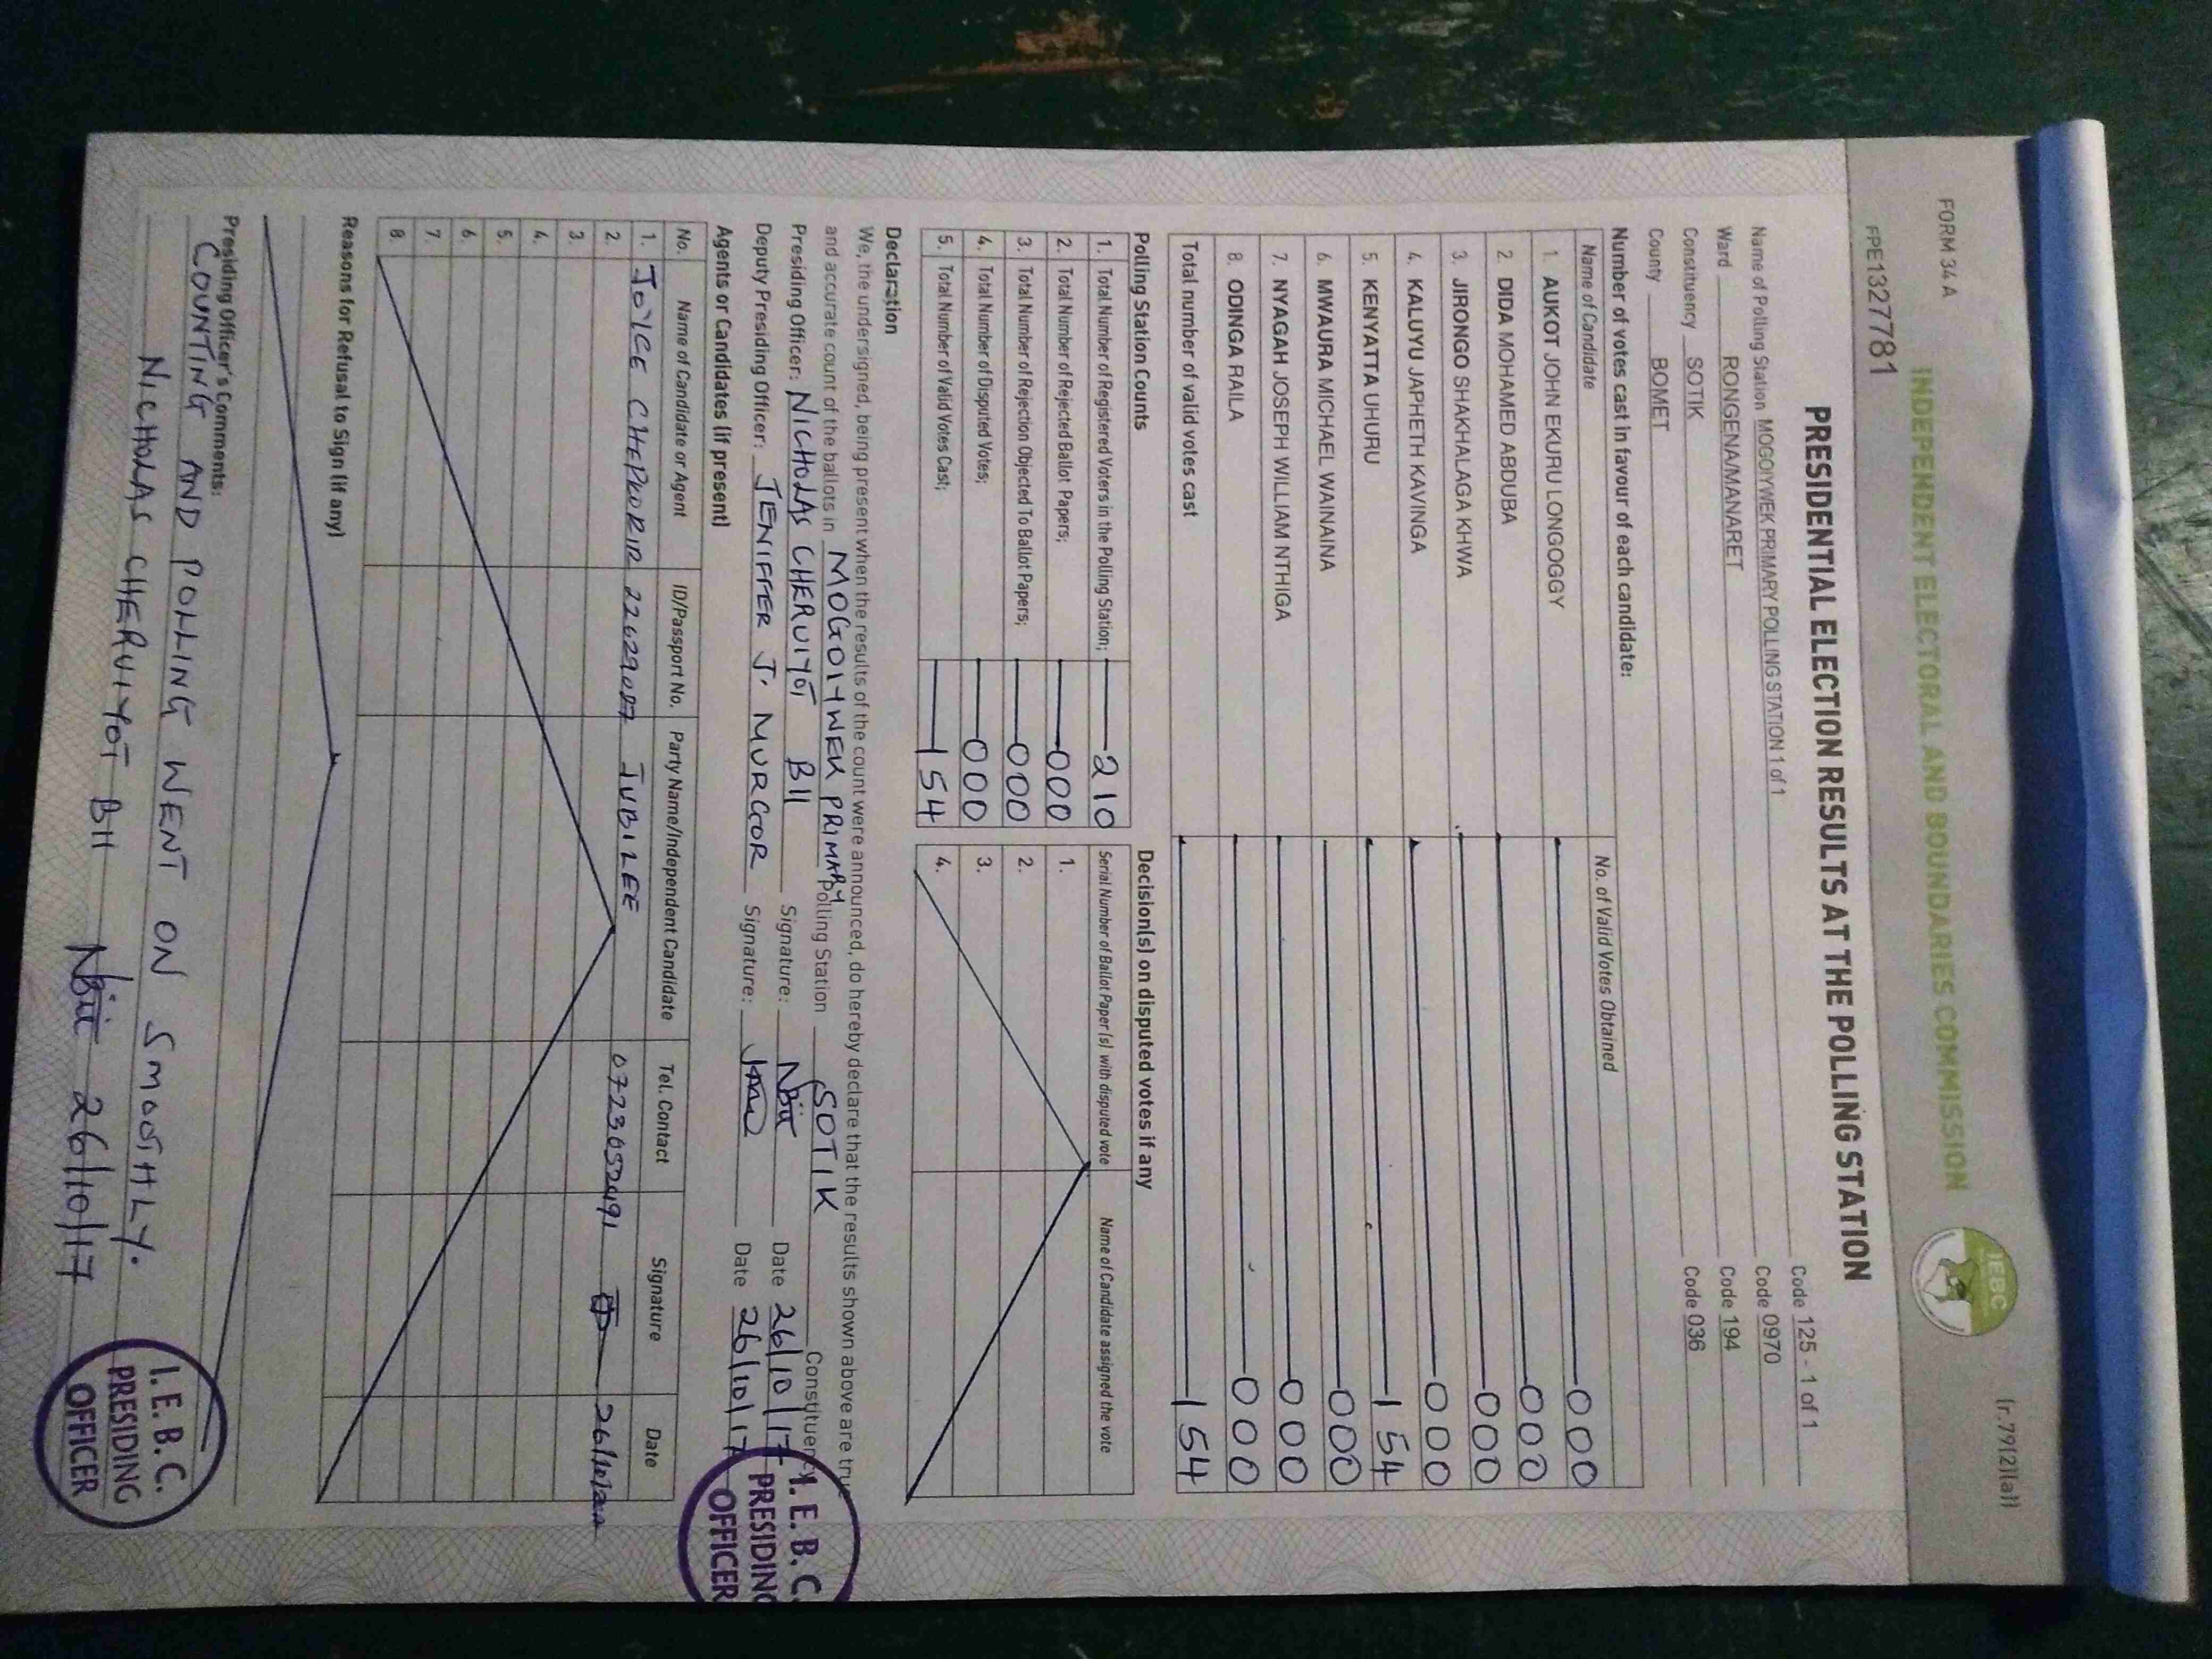 FORM 34 A
(r.79(2)(a))
INDEPENDENT ELECTORAL AND BOUNDARIES COMMISSION
IEBC
FPE1327781
PRESIDENTIAL ELECTION RESULTS AT THE POLLING STATION
Name of Polling Station MOGOIYWEK PRIMARY POLLING STATION 1 of 1 Code 125 - 1 of 1
Code 0970
Ward RONGENA/MANARET Code 194
Constituency SOTIK Code 036
County BOMET
Number of votes cast in favour of each candidate:
Name of Candidate No. of Valid Votes Obtained
1. AUKOT JOHN EKURU LONGOGGY 000
2. DIDA MOHAMED ABDUBA 000
3. JIRONGO SHAKHALAGA KHWA 000
4. KALUYU JAPHETH KAVINGA 000
5. KENYATTA UHURU 154
6. MWAURA MICHAEL WAINAINA 000
7. NYAGAH JOSEPH WILLIAM NTHIGA 000
8. ODINGA RAILA 000
Total number of valid votes cast 154
Polling Station Counts
1. Total Number of Registered Voters in the Polling Station; 210
2. Total Number of Rejected Ballot Papers; 000
3. Total Number of Rejection Objected To Ballot Papers; 000
4. Total Number of Disputed Votes; 000
5. Total Number of Valid Votes Cast; 154
Decision(s) on disputed votes if any
Serial Number of Ballot Paper(s) with disputed vote Name of Candidate assigned the vote
1.
2.
3.
4.
Declaration
We, the undersigned, being present when the results of the count were announced, do hereby declare that the results shown above are true
and accurate count of the ballots in MOGOIYWEK PRIMARY Polling Station SOTIK Constituency
Presiding Officer: NICHOLAS CHERUIYOT BII Signature: Date 26/10/17
Deputy Presiding Officer: JENIFFER J. MURGOR Signature: Date 26/10/17
I.E.B.C.
PRESIDING
OFFICER
Agents or Candidates (if present)
No. Name of Candidate or Agent ID/Passport No. Party Name/Independent Candidate Tel. Contact Signature Date
1. JOYCE CHEPKORIR 22629087 JUBILEE
2.
3.
4.
5.
6.
7.
8.
Reasons for Refusal to Sign (if any)
Presiding Officer's Comments:
COUNTING AND POLLING WENT ON SMOOTHLY.
NICHOLAS CHERUIYOT BII 26/10/17
I.E.B.C.
PRESIDING
OFFICER